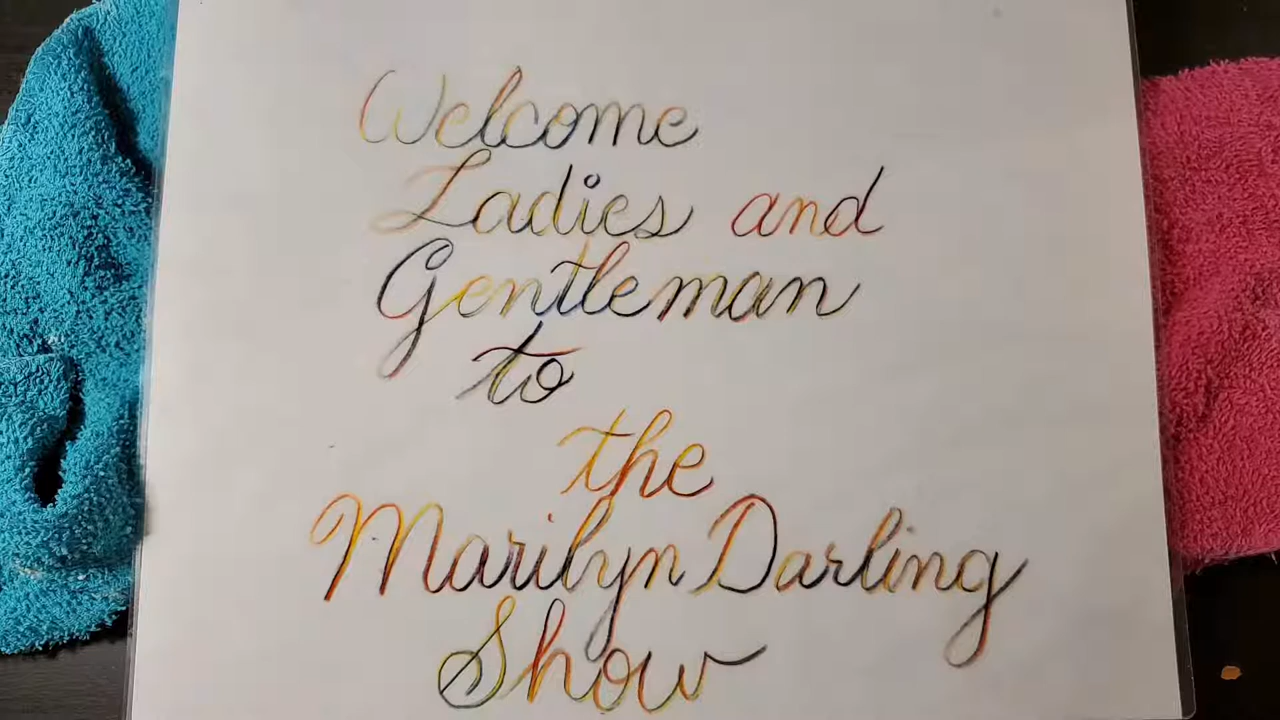 Welcome
Ladies and
Gentleman
to
the
Marilyn Darling
Show